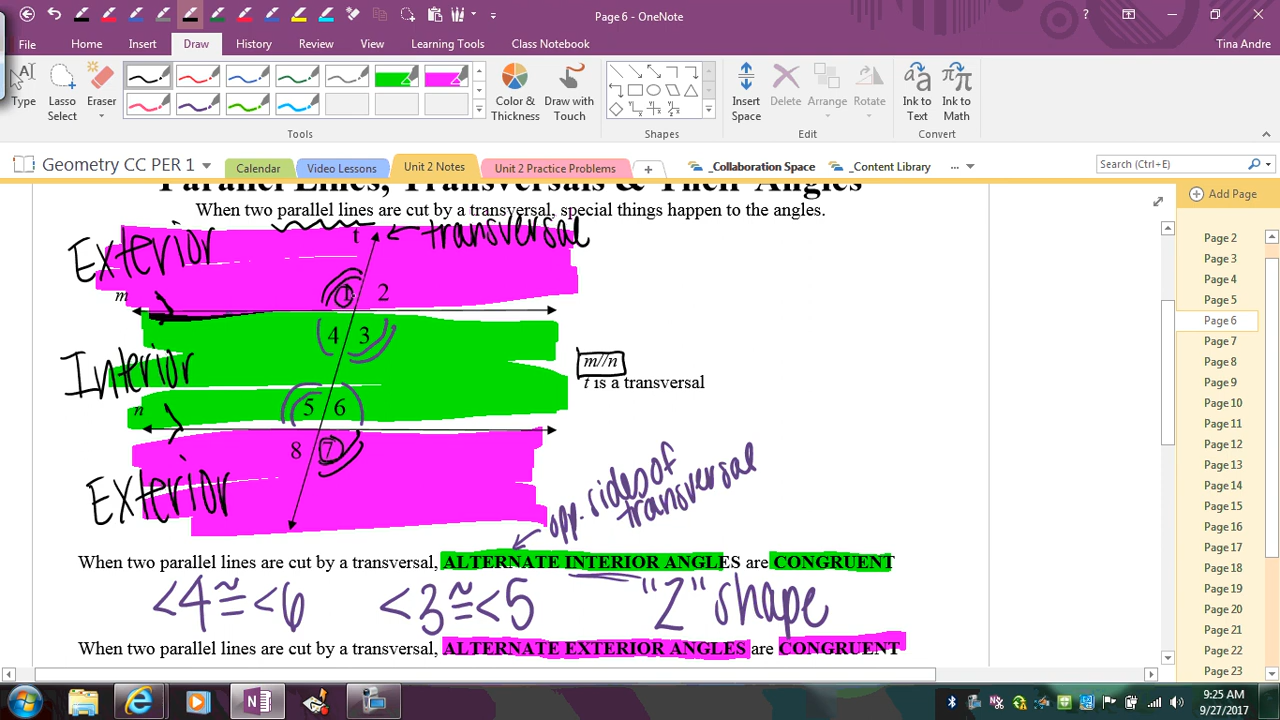 Page 6 - OneNote
?
File
Home
Insert
Draw
History
Review
View
Learning Tools
Class Notebook
Tina Andre
Type
Lasso Select
Eraser
Color & Thickness
Draw with Touch
Insert Space
Delete
Arrange
Rotate
Ink to Text
Ink to Math
Tools
Shapes
Edit
Convert
Geometry CC PER 1
Calendar
Video Lessons
Unit 2 Notes
Unit 2 Practice Problems
_Collaboration Space
_Content Library
...
Search (Ctrl+E)
Add Page
Parallel Lines, Transversals & Their Angles
When two parallel lines are cut by a transversal, special things happen to the angles.
Exterior
t
transversal
m
1 2
4 3
Interior
m//n
t is a transversal
n
5 6
8 7
Exterior
opp. sides of
transversal
When two parallel lines are cut by a transversal, ALTERNATE INTERIOR ANGLES are CONGRUENT
<4 ≅ <6 <3 ≅ <5 "Z" shape
When two parallel lines are cut by a transversal, ALTERNATE EXTERIOR ANGLES are CONGRUENT
Page 2
Page 3
Page 4
Page 5
Page 6
Page 7
Page 8
Page 9
Page 10
Page 11
Page 12
Page 13
Page 14
Page 15
Page 16
Page 17
Page 18
Page 19
Page 20
Page 21
Page 22
Page 23
9:25 AM
9/27/2017